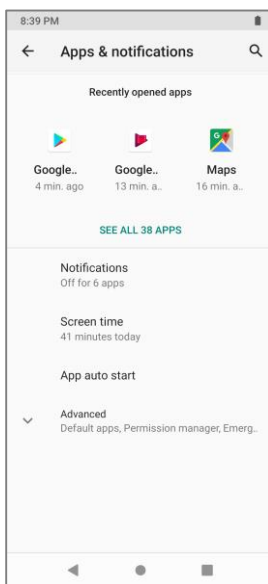 8:39 PM
Apps & notifications
Recently opened apps
Google.. Google.. Maps
4 min. ago 13 min. a.. 16 min. a..
SEE ALL 38 APPS
Notifications
Off for 6 apps
Screen time
41 minutes today
App auto start
Advanced
Default apps, Permission manager, Emerg..